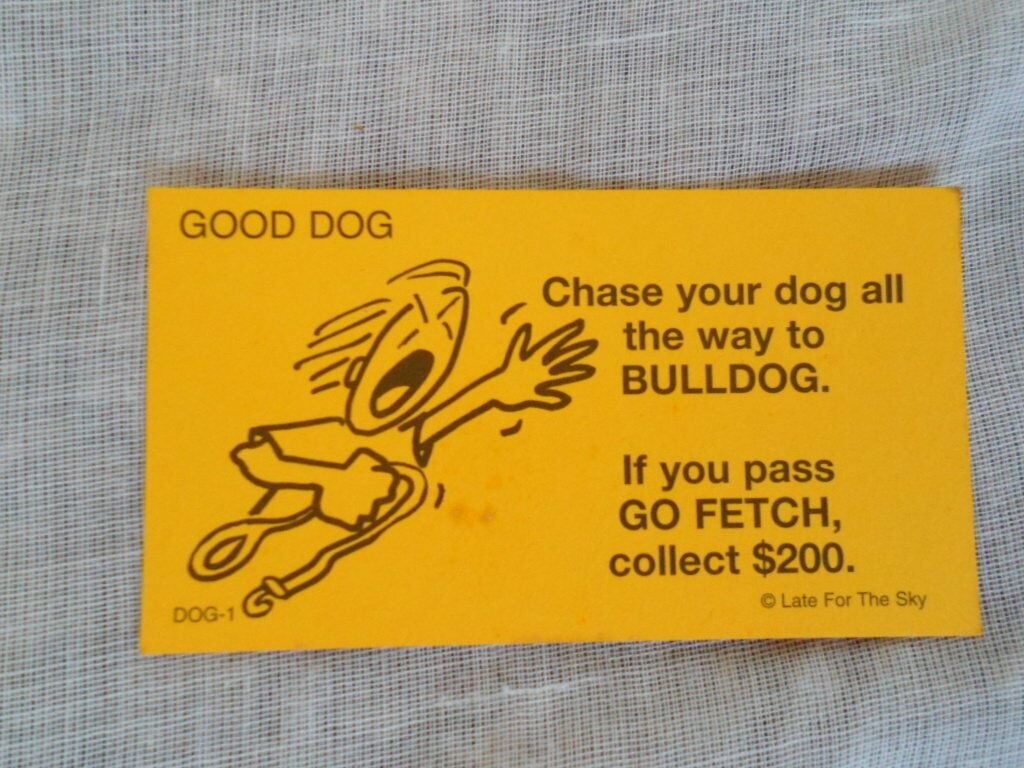 GOOD DOG
Chase your dog all
the way to
BULLDOG.
If you pass
GO FETCH,
collect $200.
© Late For The Sky
DOG-1